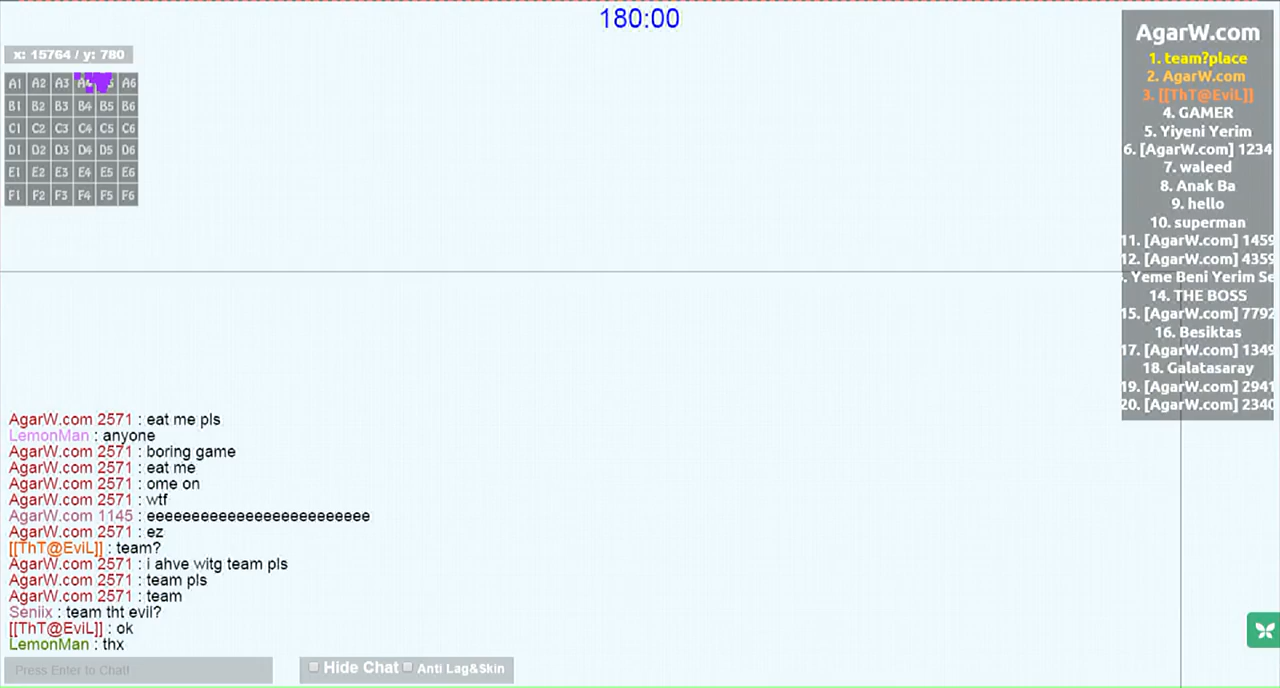 180:00
x: 15764 / y: 780
A1 A2 A3 A4 A6
B1 B2 B3 B4 B5 B6
C1 C2 C3 C4 C5 C6
D1 D2 D3 D4 D5 D6
E1 E2 E3 E4 E5 E6
F1 F2 F3 F4 F5 F6
AgarW.com
1. team?place
2. AgarW.com
3. [[ThT@EviL]]
4. GAMER
5. Yiyeni Yerim
6. [AgarW.com] 1234
7. waleed
8. Anak Ba
9. hello
10. superman
11. [AgarW.com] 1459
12. [AgarW.com] 4359
. Yeme Beni Yerim Se
14. THE BOSS
15. [AgarW.com] 7792
16. Besiktas
17. [AgarW.com] 1349
18. Galatasaray
19. [AgarW.com] 2941
20. [AgarW.com] 2340
AgarW.com 2571 : eat me pls
LemonMan : anyone
AgarW.com 2571 : boring game
AgarW.com 2571 : eat me
AgarW.com 2571 : ome on
AgarW.com 2571 : wtf
AgarW.com 1145 : eeeeeeeeeeeeeeeeeeeeeeeee
AgarW.com 2571 : ez
[[ThT@EviL]] : team?
AgarW.com 2571 : i ahve witg team pls
AgarW.com 2571 : team pls
AgarW.com 2571 : team
Seniix : team tht evil?
[[ThT@EviL]] : ok
LemonMan : thx
Press Enter to Chat!
Hide Chat Anti Lag&Skin